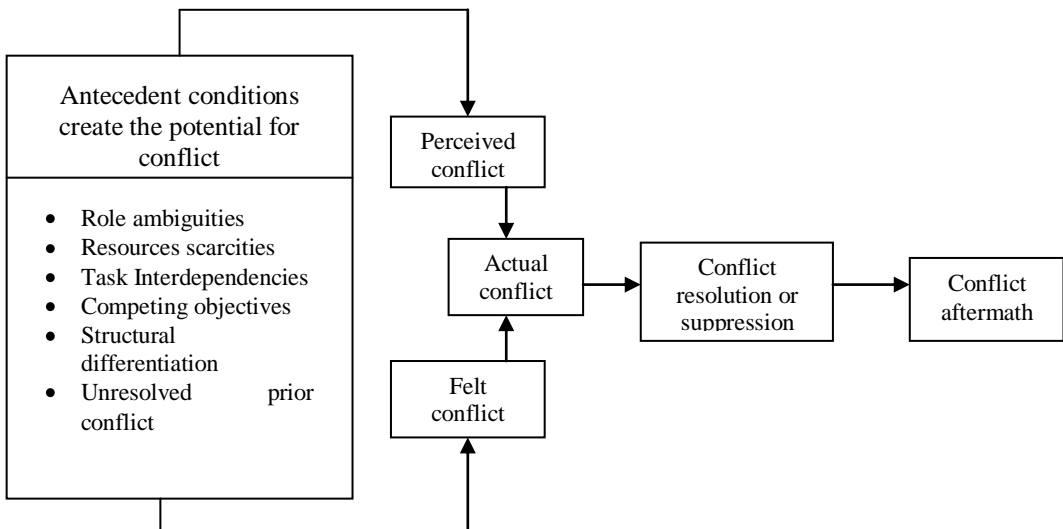 Antecedent conditions
create the potential for
conflict
• Role ambiguities
• Resources scarcities
• Task Interdependencies
• Competing objectives
• Structural
differentiation
• Unresolved prior
conflict
Perceived
conflict
Actual
conflict
Felt
conflict
Conflict
resolution or
suppression
Conflict
aftermath